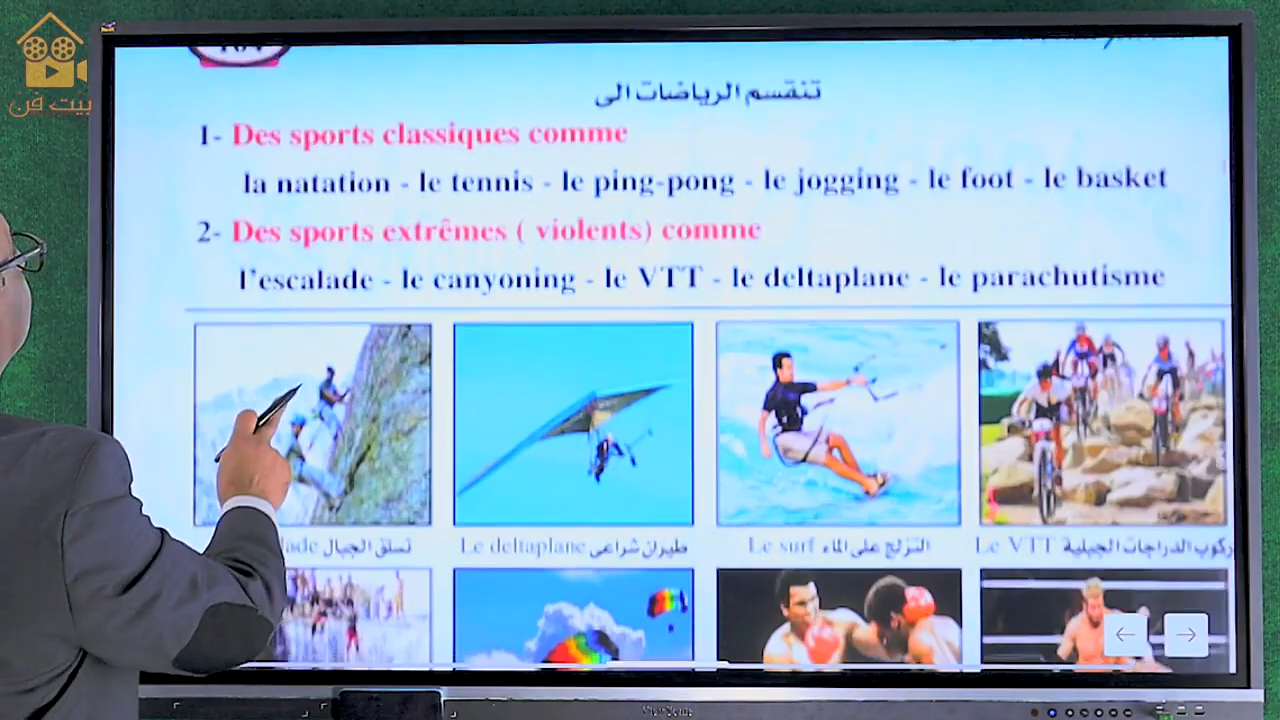 بيت فن
تنقسم الرياضات الى
1- Des sports classiques comme
la natation - le tennis - le ping-pong - le jogging - le foot - le basket
2- Des sports extrêmes ( violents) comme
l'escalade - le canyoning - le VTT - le deltaplane - le parachutisme
تسلق الجبال
Le deltaplane طيران شراعى
Le surf التزلج على الماء
Le VTT ركوب الدراجات الجبلية
ViewSonic